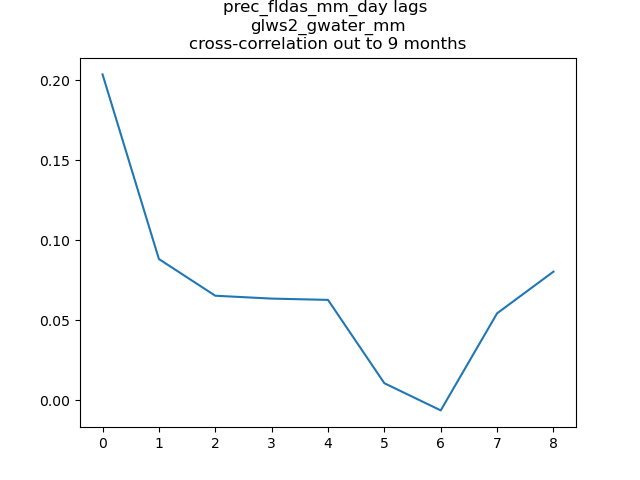 prec_fldas_mm_day lags
glws2_gwater_mm
cross-correlation out to 9 months
0.20
0.15
0.10
0.05
0.00
0 1 2 3 4 5 6 7 8